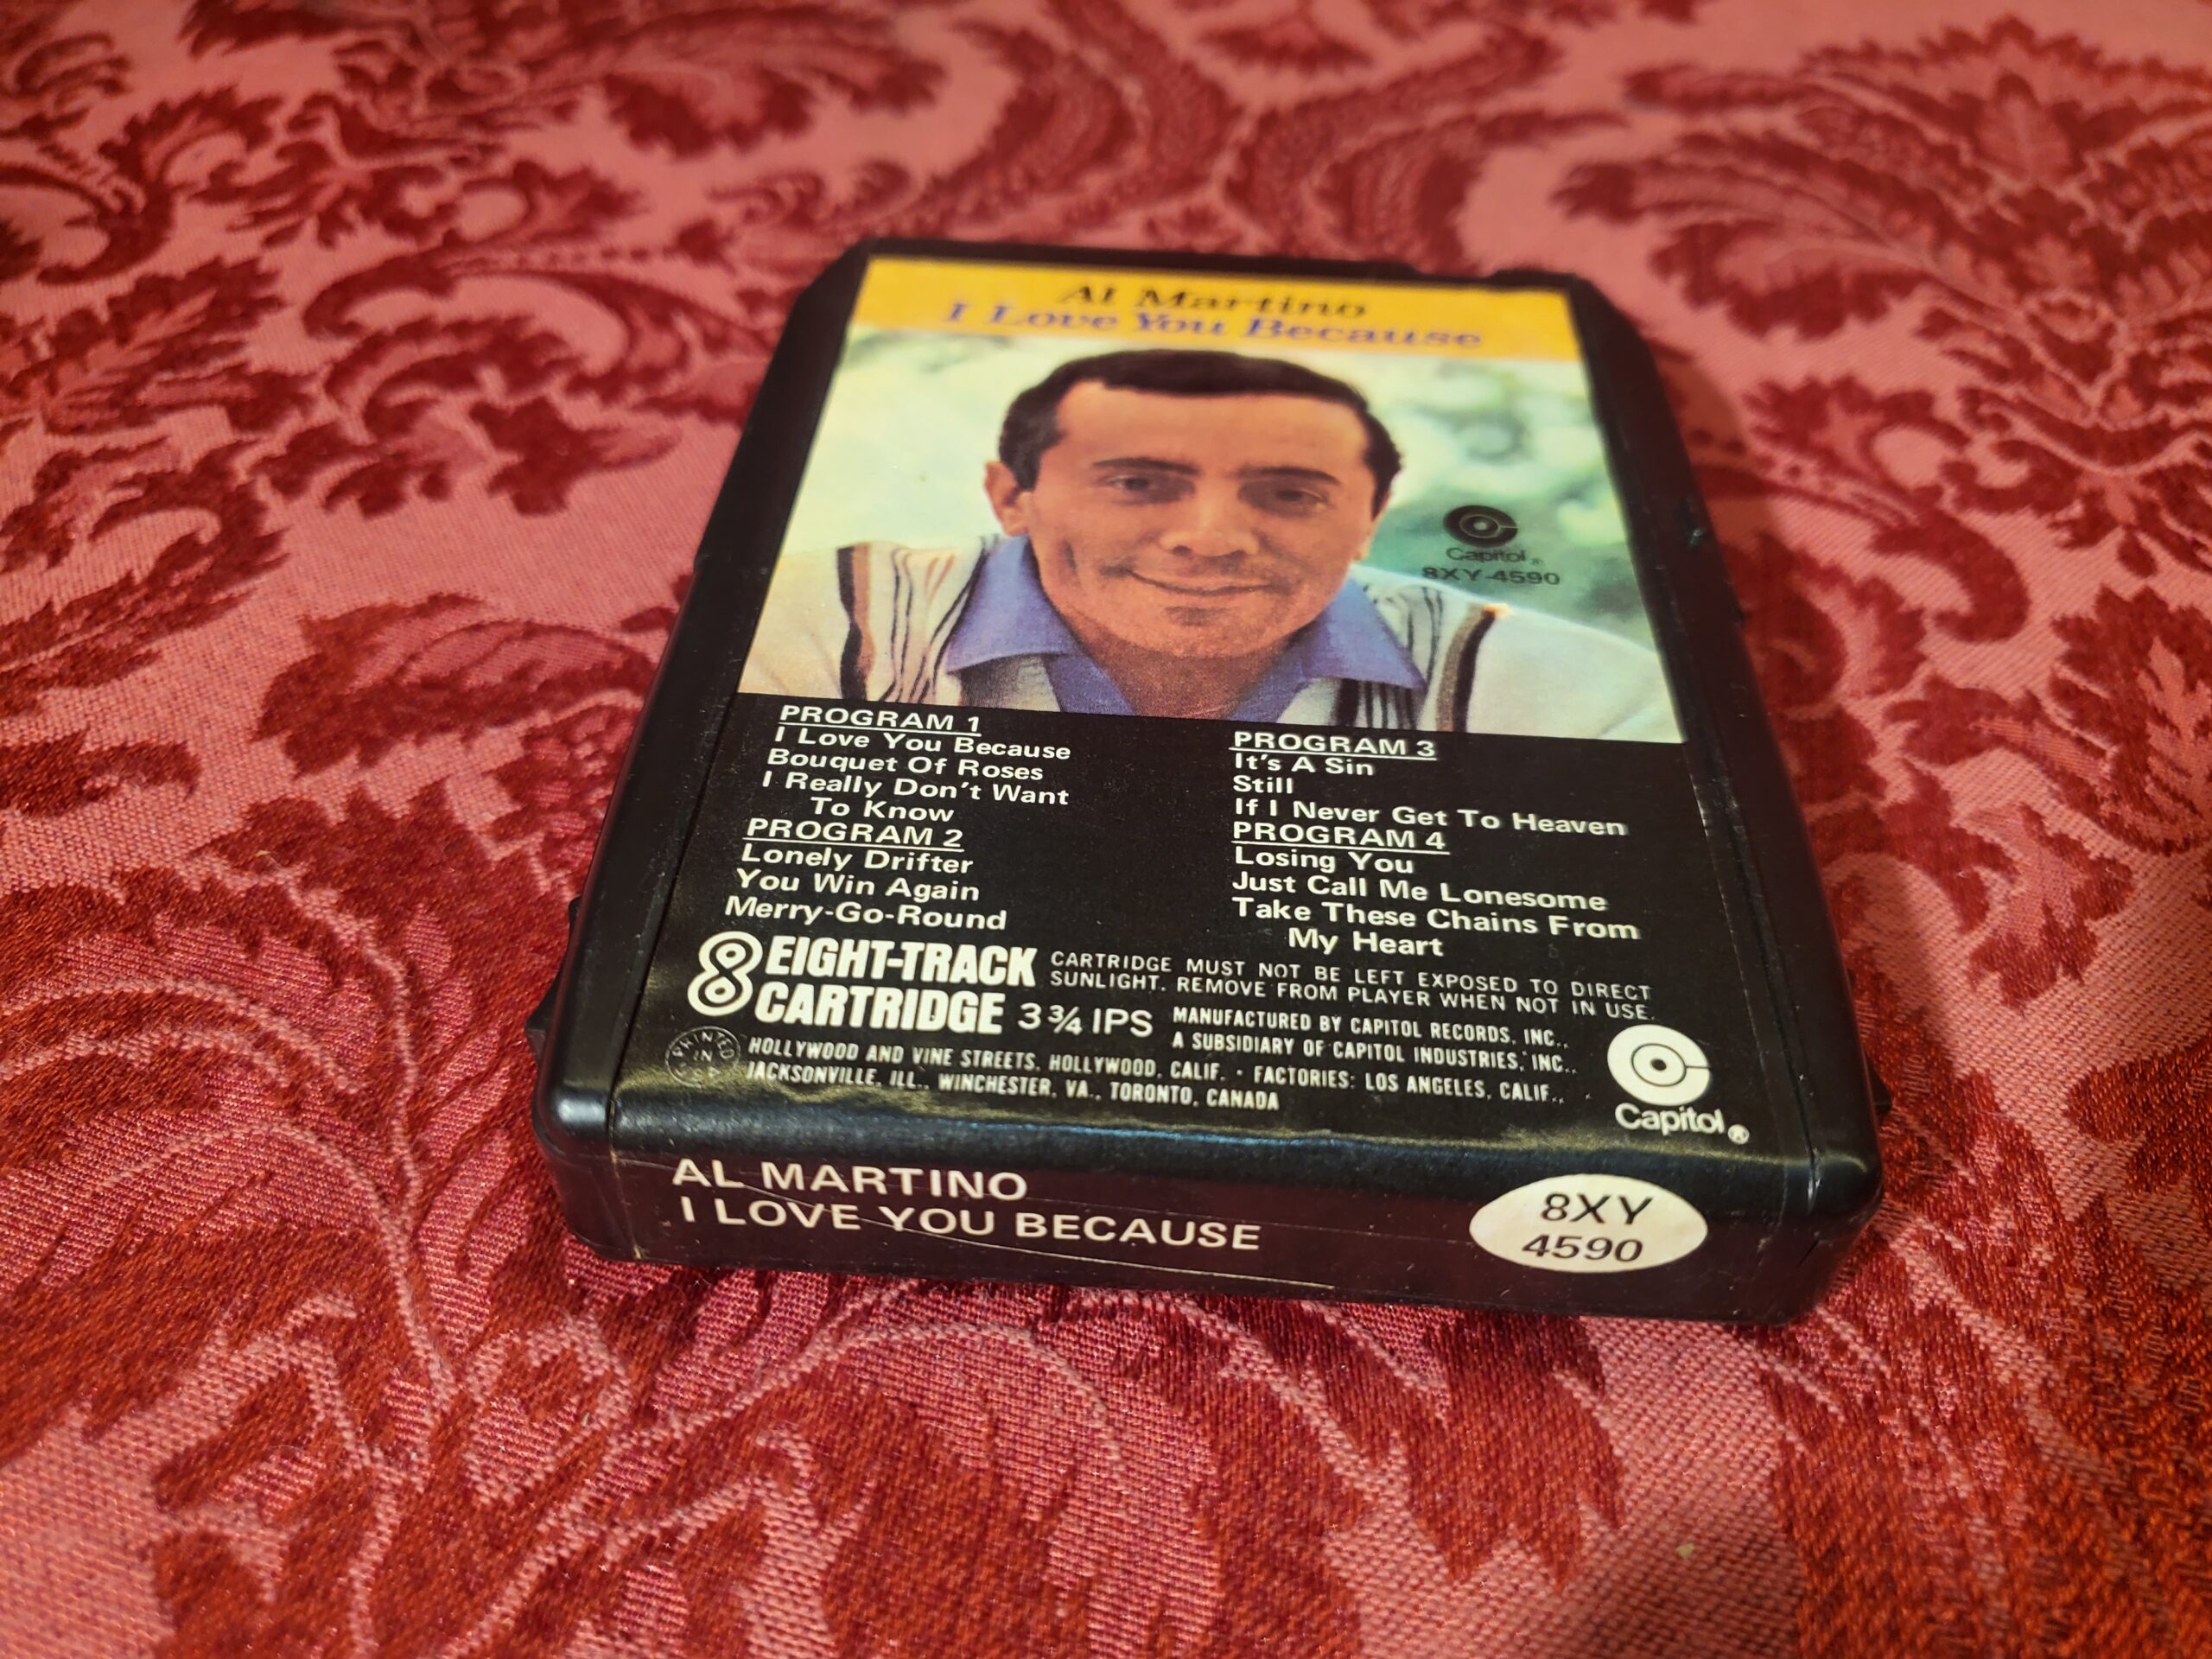 Al Martino
I Love You Because
Capitol ®
8XY-4590
PROGRAM 1
I Love You Because
Bouquet Of Roses
I Really Don't Want
To Know
PROGRAM 2
Lonely Drifter
You Win Again
Merry-Go-Round
PROGRAM 3
It's A Sin
Still
If I Never Get To Heaven
PROGRAM 4
Losing You
Just Call Me Lonesome
Take These Chains From
My Heart
8 EIGHT-TRACK
CARTRIDGE 3 ¾ IPS
CARTRIDGE MUST NOT BE LEFT EXPOSED TO DIRECT
SUNLIGHT. REMOVE FROM PLAYER WHEN NOT IN USE.
MANUFACTURED BY CAPITOL RECORDS, INC.,
A SUBSIDIARY OF CAPITOL INDUSTRIES, INC.,
HOLLYWOOD AND VINE STREETS, HOLLYWOOD, CALIF. • FACTORIES: LOS ANGELES, CALIF.,
JACKSONVILLE, ILL., WINCHESTER, VA., TORONTO, CANADA
PRINTED
IN
Capitol ®
AL MARTINO
I LOVE YOU BECAUSE
8XY
4590